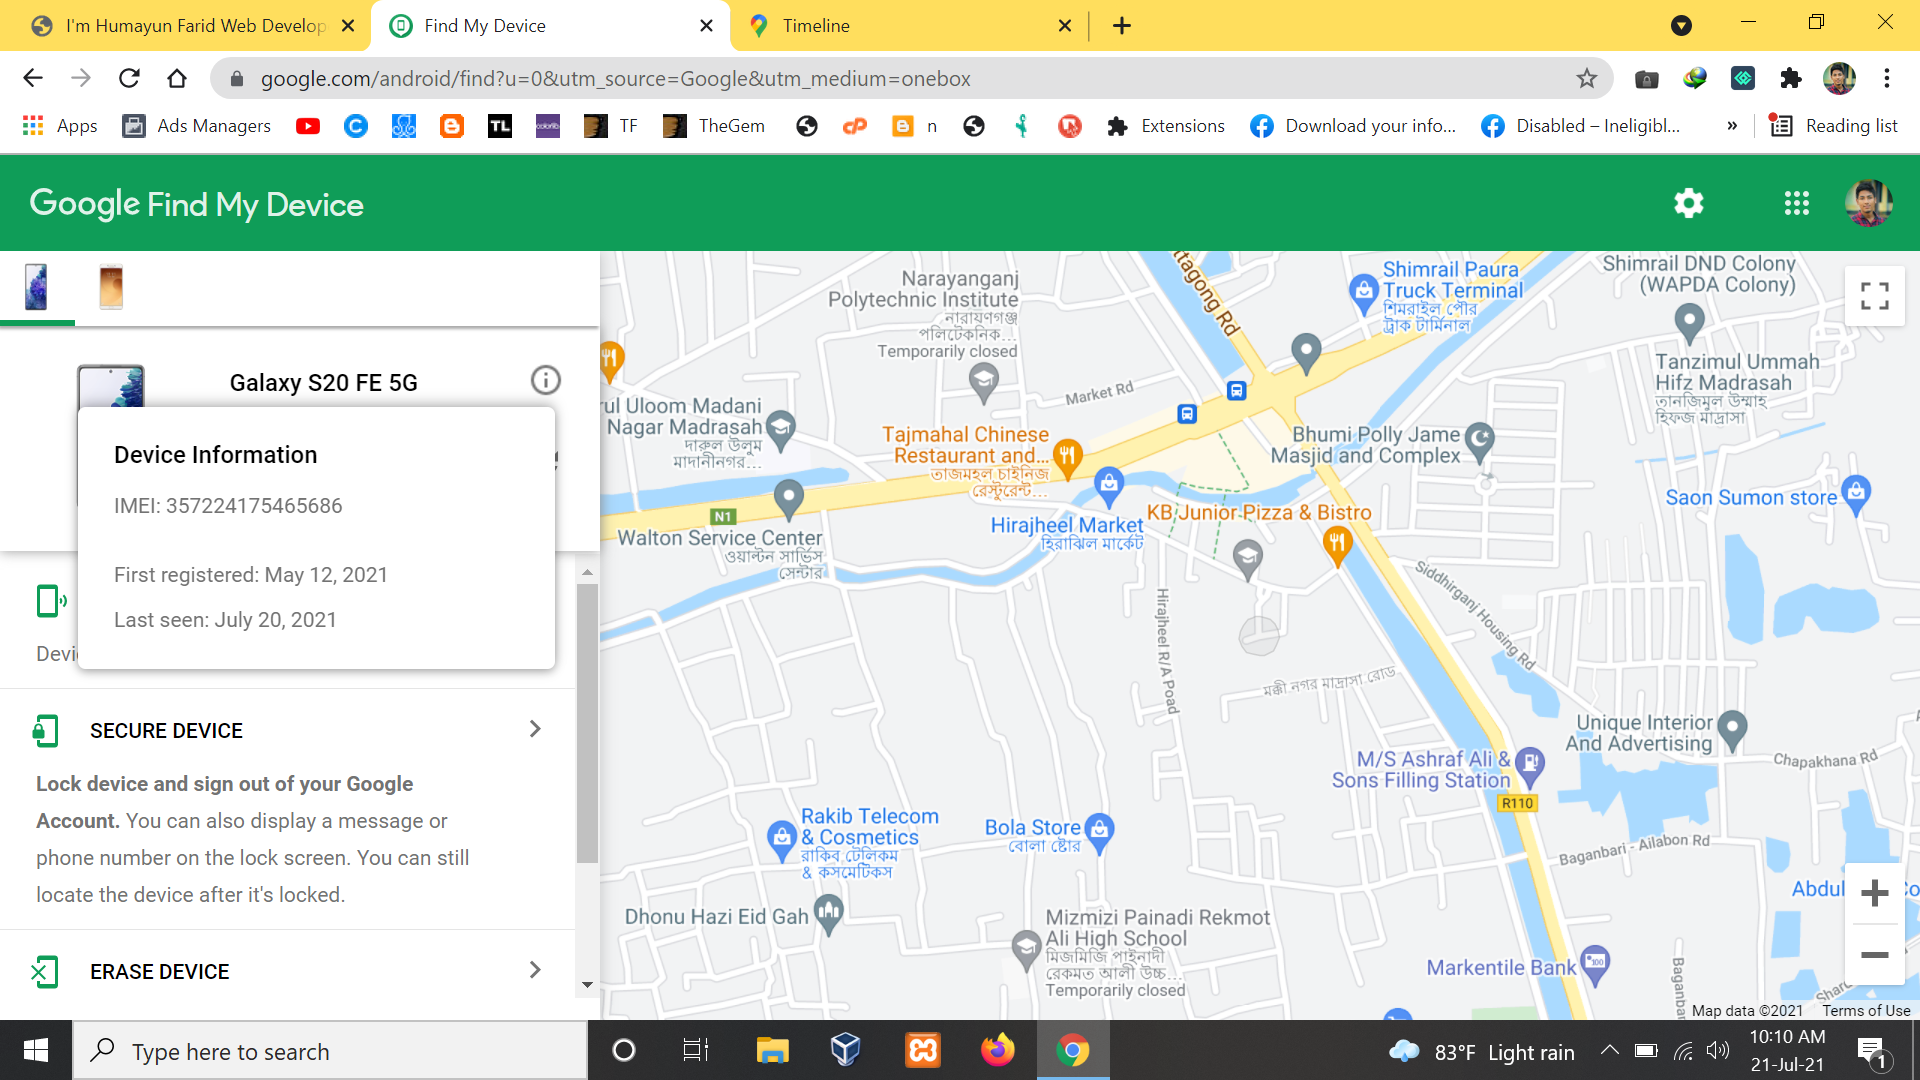 I'm Humayun Farid Web Develop
Find My Device
Timeline
google.com/android/find?u=0&utm_source=Google&utm_medium=onebox
Apps
Ads Managers
TL
TF
TheGem
n
Extensions
Download your info...
Disabled – Ineligibl...
»
Reading list
Google Find My Device
Galaxy S20 FE 5G
Device Information
IMEI: 357224175465686
First registered: May 12, 2021
Last seen: July 20, 2021
Devi
SECURE DEVICE
Lock device and sign out of your Google
Account. You can also display a message or
phone number on the lock screen. You can still
locate the device after it's locked.
ERASE DEVICE
Narayanganj
Polytechnic Institute
নারায়ণগঞ্জ
পলিটেকনিক...
Temporarily closed
ttagong Rd
Shimrail Paura
Truck Terminal
শিমরাইল পৌর
ট্রাক টার্মিনাল
Shimrail DND Colony
(WAPDA Colony)
Tanzimul Ummah
Hifz Madrasah
তানজিমুল উম্মাহ
হিফজ মাদ্রাসা
Market Rd
rul Uloom Madani
Nagar Madrasah
দারুল উলুম
মাদানীনগর...
Tajmahal Chinese
Restaurant and...
তাজমহল চাইনিজ
রেস্টুরেন্ট...
Bhumi Polly Jame
Masjid and Complex
Saon Sumon store
N1
Walton Service Center
ওয়াল্টন সার্ভিস
সেন্টার
Hirajheel Market
হিরাঝিল মার্কেট
KB Junior Pizza & Bistro
Siddhirganj Housing Rd
Hirajheel R/A Road
মক্কী নগর মাদ্রাসা রোড
Unique Interior
And Advertising
Chapakhana Rd
M/S Ashraf Ali &
Sons Filling Station
R110
Rakib Telecom
& Cosmetics
রাকিব টেলিকম
& কসমেটিকস
Bola Store
বোলা ষ্টোর
Baganbari - Ailabon Rd
Abdul
Co
Dhonu Hazi Eid Gah
Mizmizi Painadi Rekmot
Ali High School
মিজমিজি পাইনাদী
রেকমত আলী উচ্চ...
Temporarily closed
Markentile Bank
Baganba
Map data ©2021
Terms of Use
Type here to search
83°F Light rain
10:10 AM
21-Jul-21
1